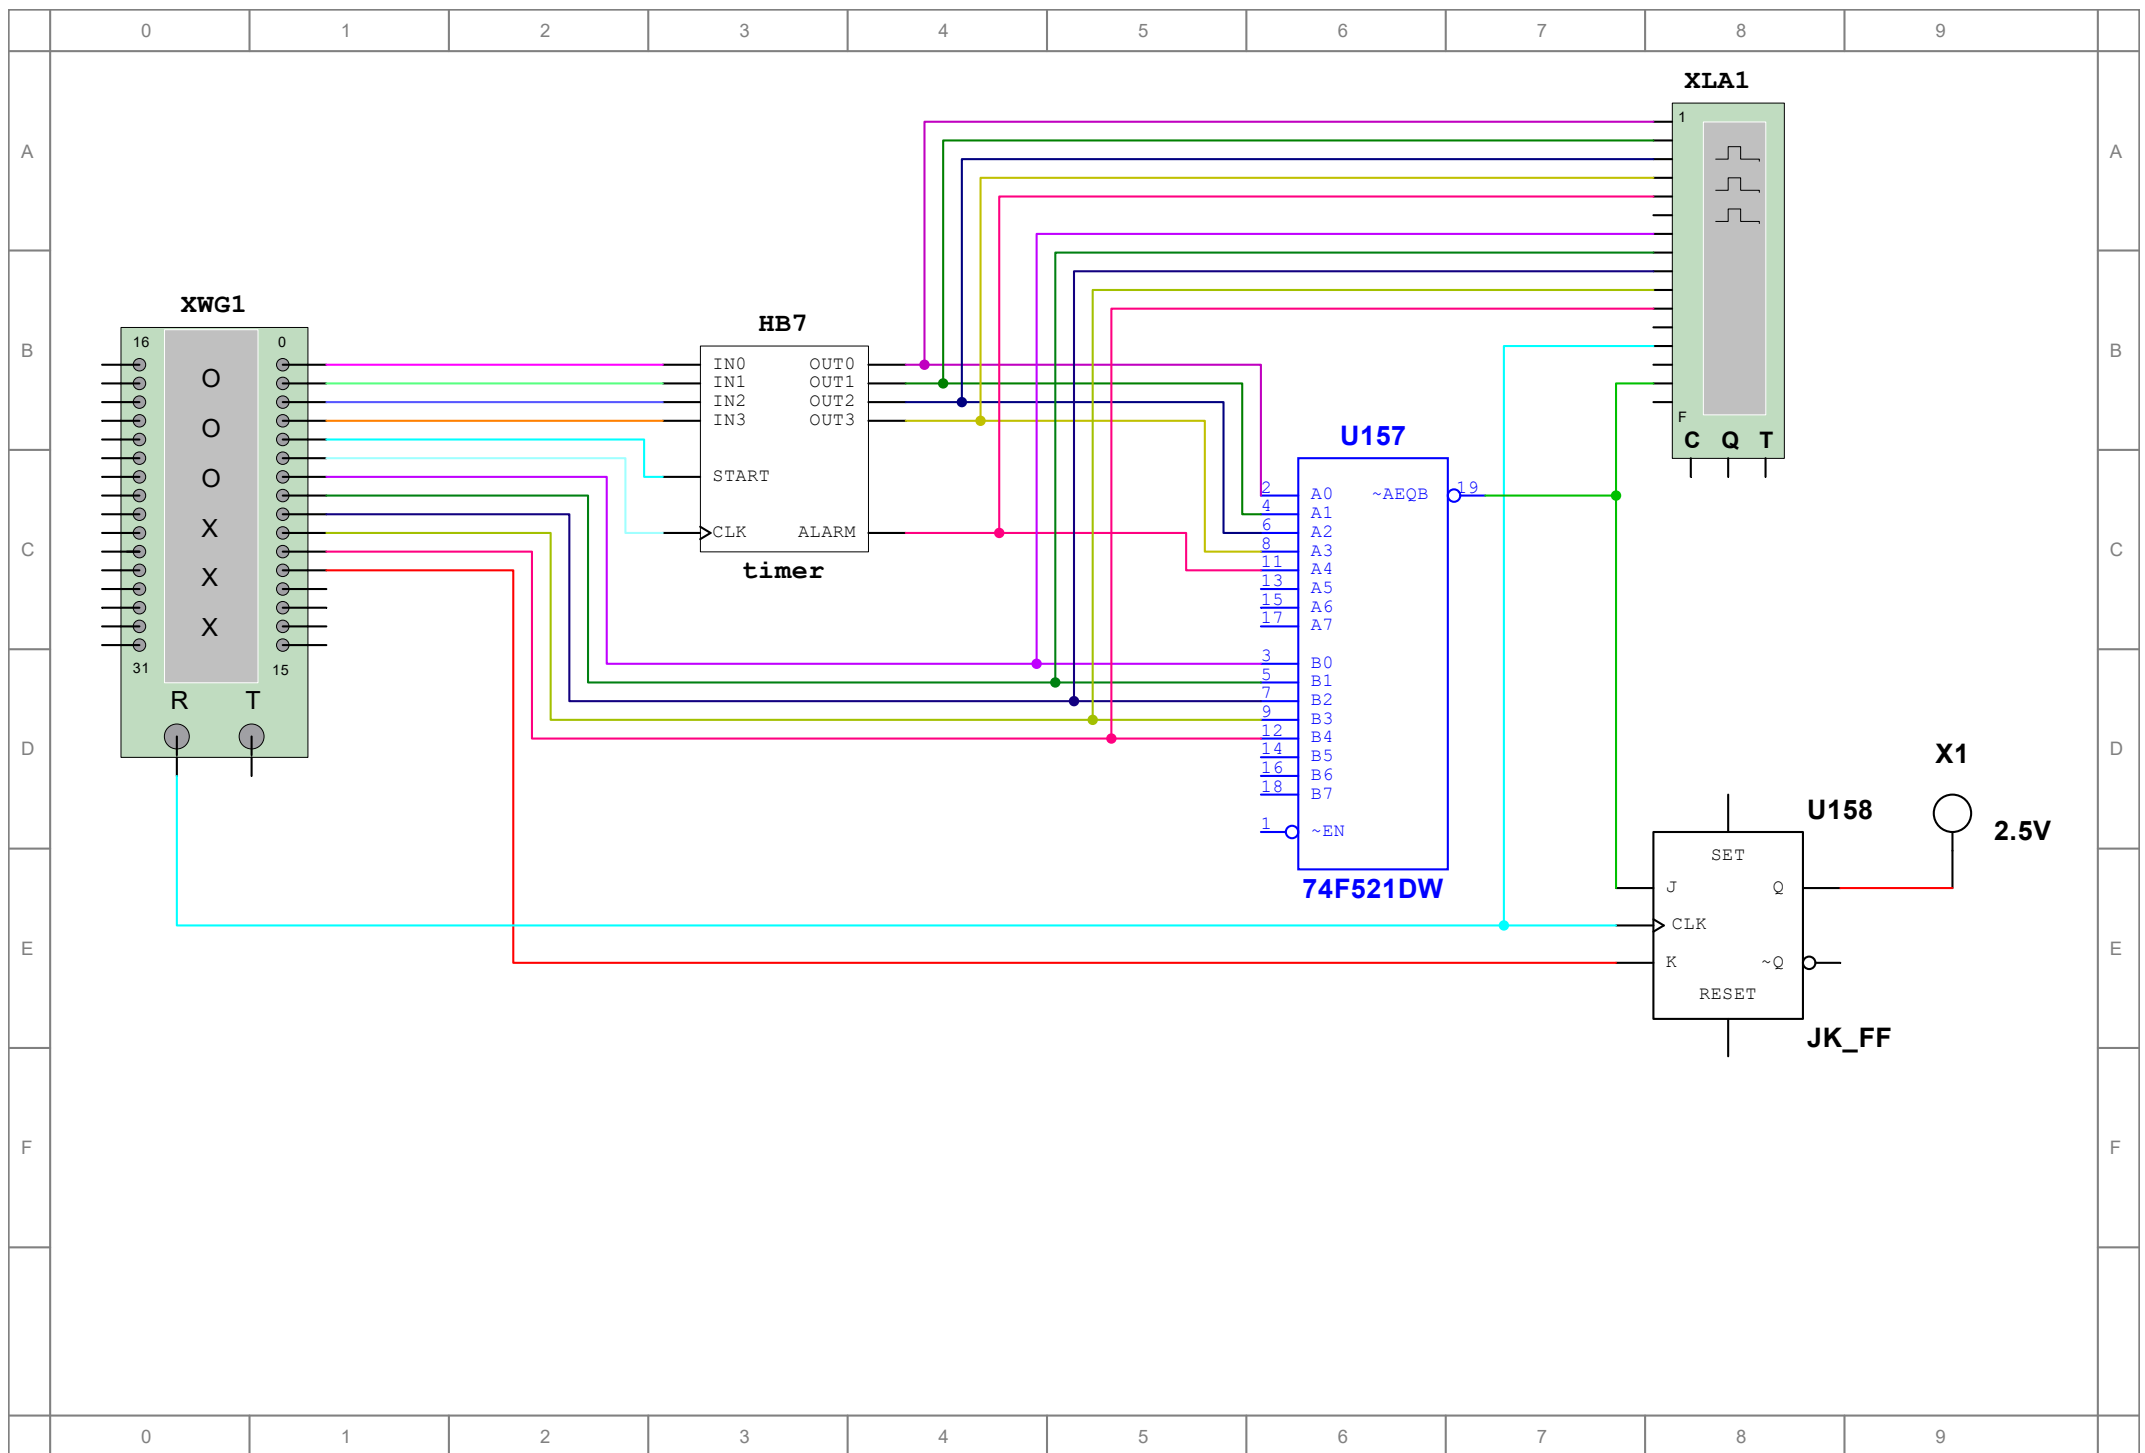 0 1 2 3 4 5 6 7 8 9
XLA1
1
A A
XWG1
HB7
16 0
B B
O
IN0 OUT0
IN1 OUT1
IN2 OUT2
IN3 OUT3
O
F
C Q T
U157
O
START
2 A0 ~AEQB 19
4 A1
X
CLK ALARM
6 A2
C C
8 A3
timer
11 A4
X
13 A5
15 A6
17 A7
X
31 15
3 B0
5 B1
R T
7 B2
9 B3
12 B4
D D
14 B5
X1
16 B6
18 B7
U158
2.5V
1 ~EN
SET
74F521DW
J Q
CLK
E E
K ~Q
RESET
JK_FF
F F
0 1 2 3 4 5 6 7 8 9